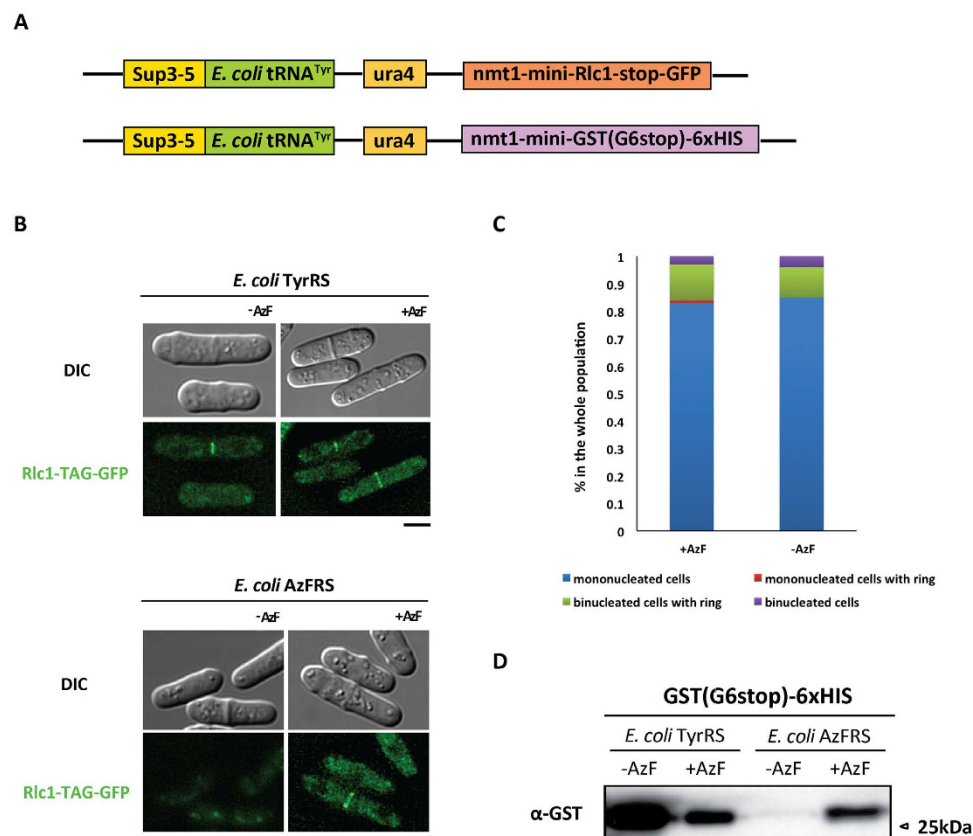 A
Sup3-5 E. coli tRNATyr ura4 nmt1-mini-Rlc1-stop-GFP
Sup3-5 E. coli tRNATyr ura4 nmt1-mini-GST(G6stop)-6xHIS
B
E. coli TyrRS
-AzF +AzF
DIC
Rlc1-TAG-GFP
E. coli AzFRS
-AzF +AzF
DIC
Rlc1-TAG-GFP
C
% in the whole population
1
0.9
0.8
0.7
0.6
0.5
0.4
0.3
0.2
0.1
0
+AzF -AzF
mononucleated cells mononucleated cells with ring
binucleated cells with ring binucleated cells
D
GST(G6stop)-6xHIS
E. coli TyrRS E. coli AzFRS
-AzF +AzF -AzF +AzF
α-GST 25kDa